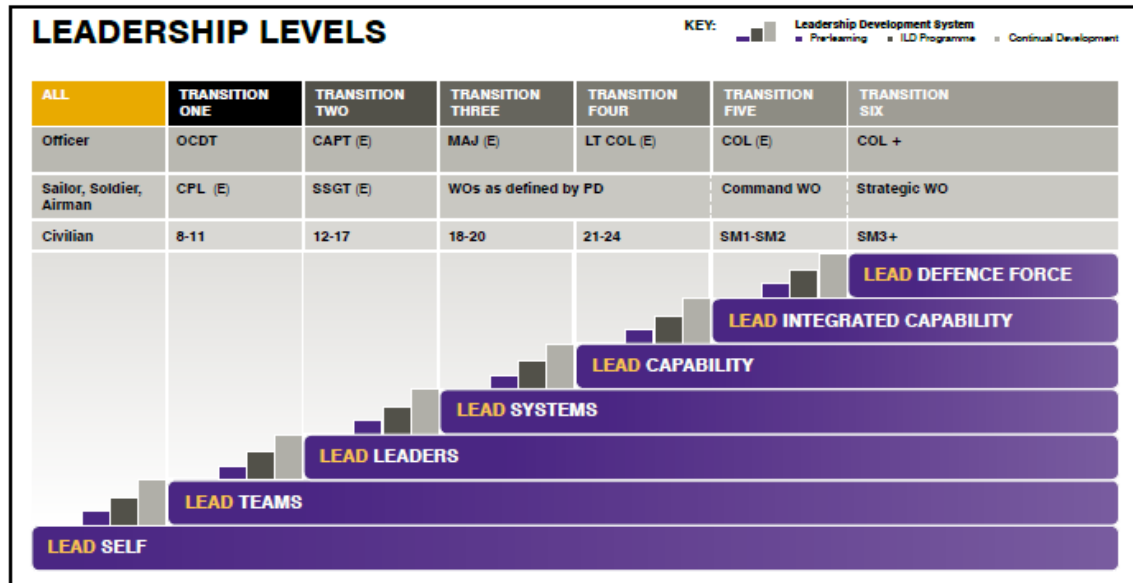 LEADERSHIP LEVELS
KEY:
Leadership Development System
Pre-learning ILD Programme Continual Development
ALL
TRANSITION
ONE
TRANSITION
TWO
TRANSITION
THREE
TRANSITION
FOUR
TRANSITION
FIVE
TRANSITION
SIX
Officer OCDT CAPT (E) MAJ (E) LT COL (E) COL (E) COL +
Sailor, Soldier,
Airman
CPL (E) SSGT (E) WOs as defined by PD Command WO Strategic WO
Civilian 8-11 12-17 18-20 21-24 SM1-SM2 SM3+
LEAD DEFENCE FORCE
LEAD INTEGRATED CAPABILITY
LEAD CAPABILITY
LEAD SYSTEMS
LEAD LEADERS
LEAD TEAMS
LEAD SELF